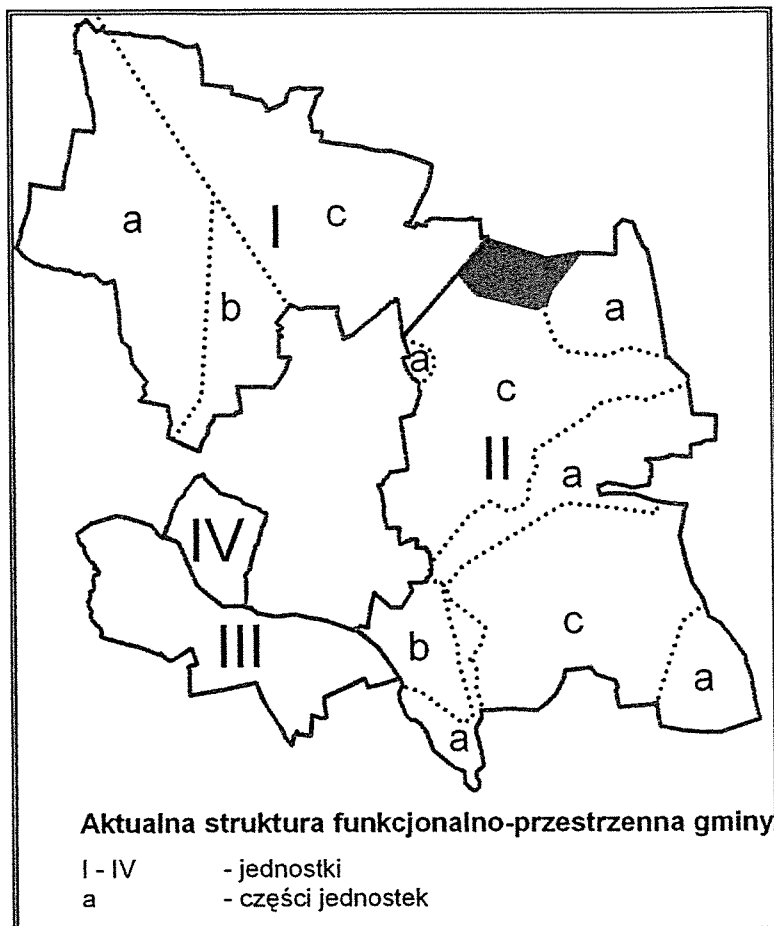 a
I
c
b
a
a
c
II
a
IV
III
b
c
a
a
Aktualna struktura funkcjonalno-przestrzenna gminy
I - IV - jednostki
a - części jednostek